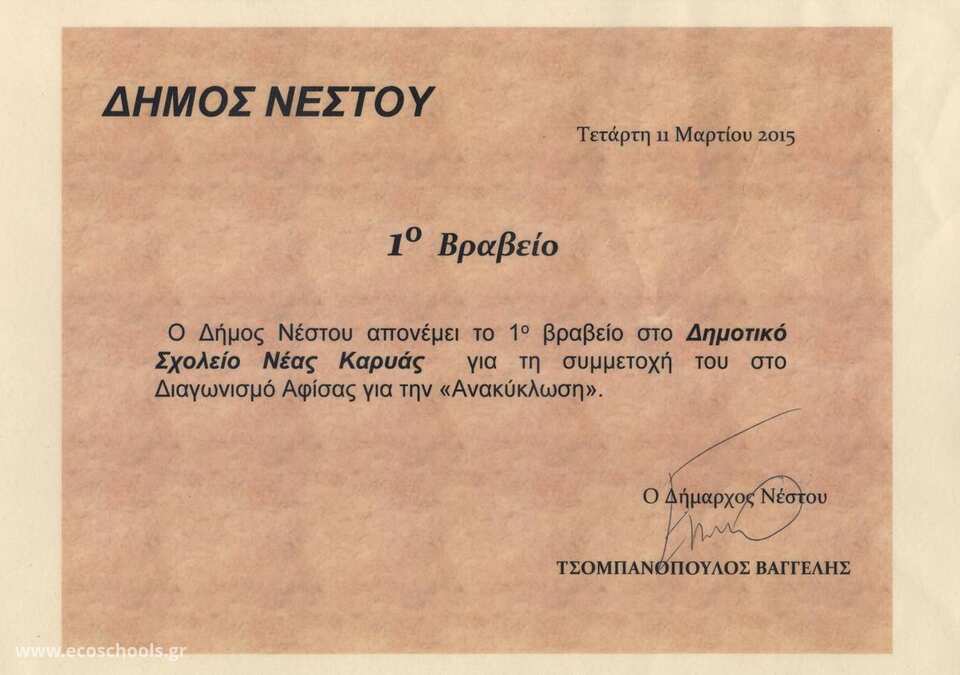 ΔΗΜΟΣ ΝΕΣΤΟΥ
Τετάρτη 11 Μαρτίου 2015
1ο Βραβείο
Ο Δήμος Νέστου απονέμει το 1ο βραβείο στο Δημοτικό
Σχολείο Νέας Καρυάς για τη συμμετοχή του στο
Διαγωνισμό Αφίσας για την «Ανακύκλωση».
Ο Δήμαρχος Νέστου
ΤΣΟΜΠΑΝΟΠΟΥΛΟΣ ΒΑΓΓΕΛΗΣ
www.ecoschools.gr